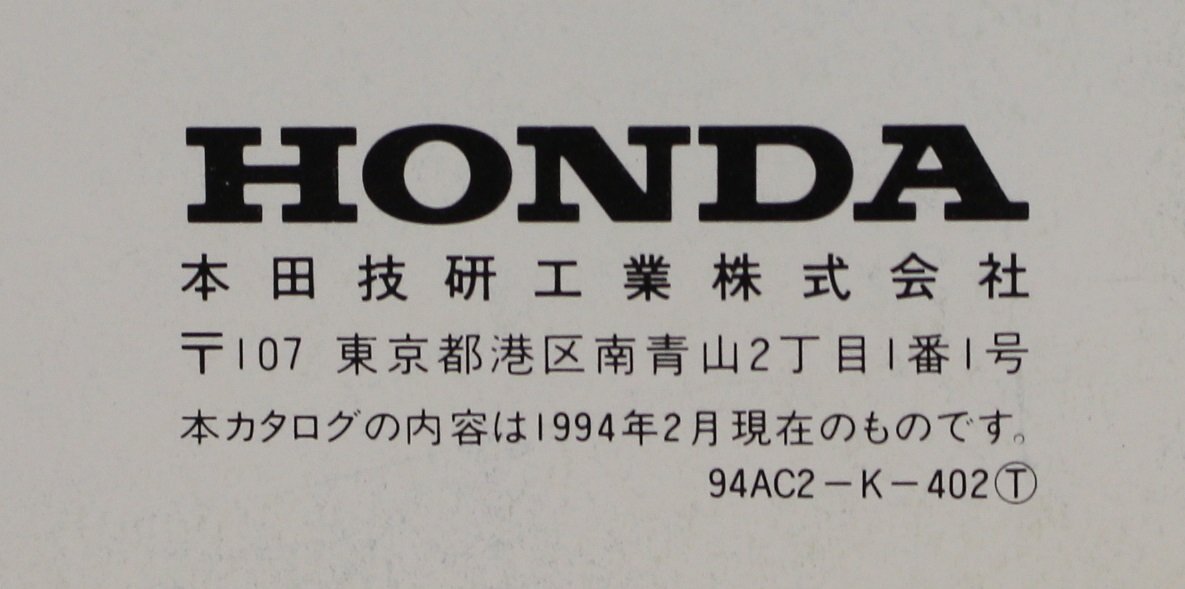 HONDA
本田技研工業株式会社
〒107 東京都港区南青山2丁目1番1号
本カタログの内容は1994年2月現在のものです。
94AC2－K－402Ⓣ